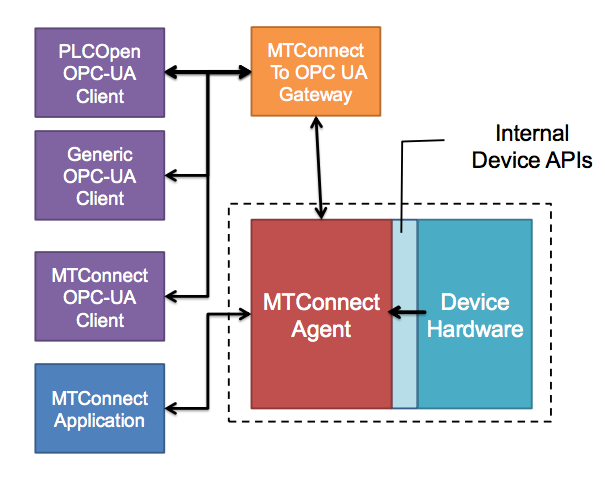 PLCOpen
OPC-UA
Client
MTConnect
To OPC UA
Gateway
Internal
Device APIs
Generic
OPC-UA
Client
MTConnect
OPC-UA
Client
MTConnect
Agent
Device
Hardware
MTConnect
Application